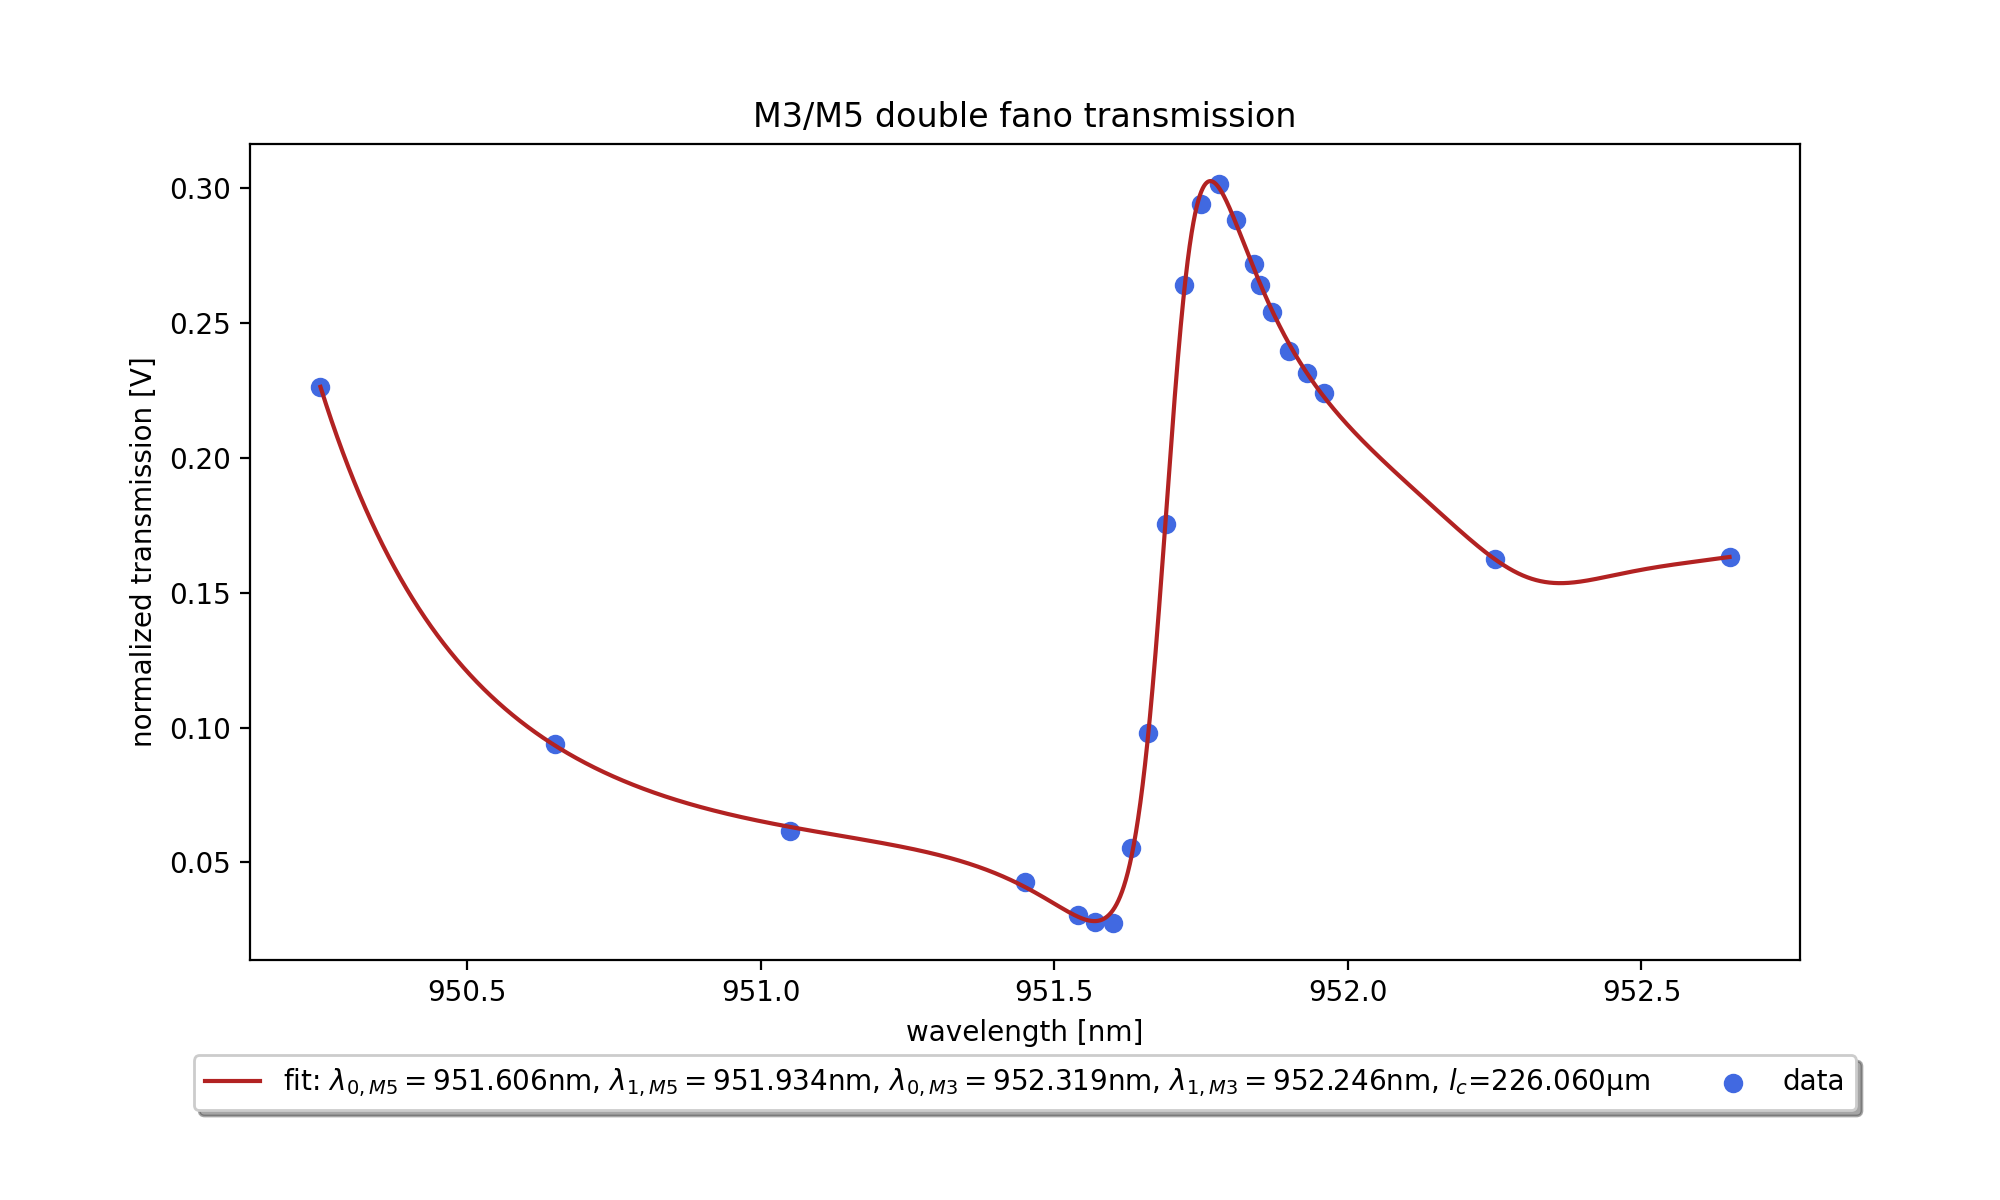 M3/M5 double fano transmission
normalized transmission [V]
0.30
0.25
0.20
0.15
0.10
0.05
950.5 951.0 951.5 952.0 952.5
wavelength [nm]
fit: λ0,M5 = 951.606nm, λ1,M5 = 951.934nm, λ0,M3 = 952.319nm, λ1,M3 = 952.246nm, lc=226.060μm data